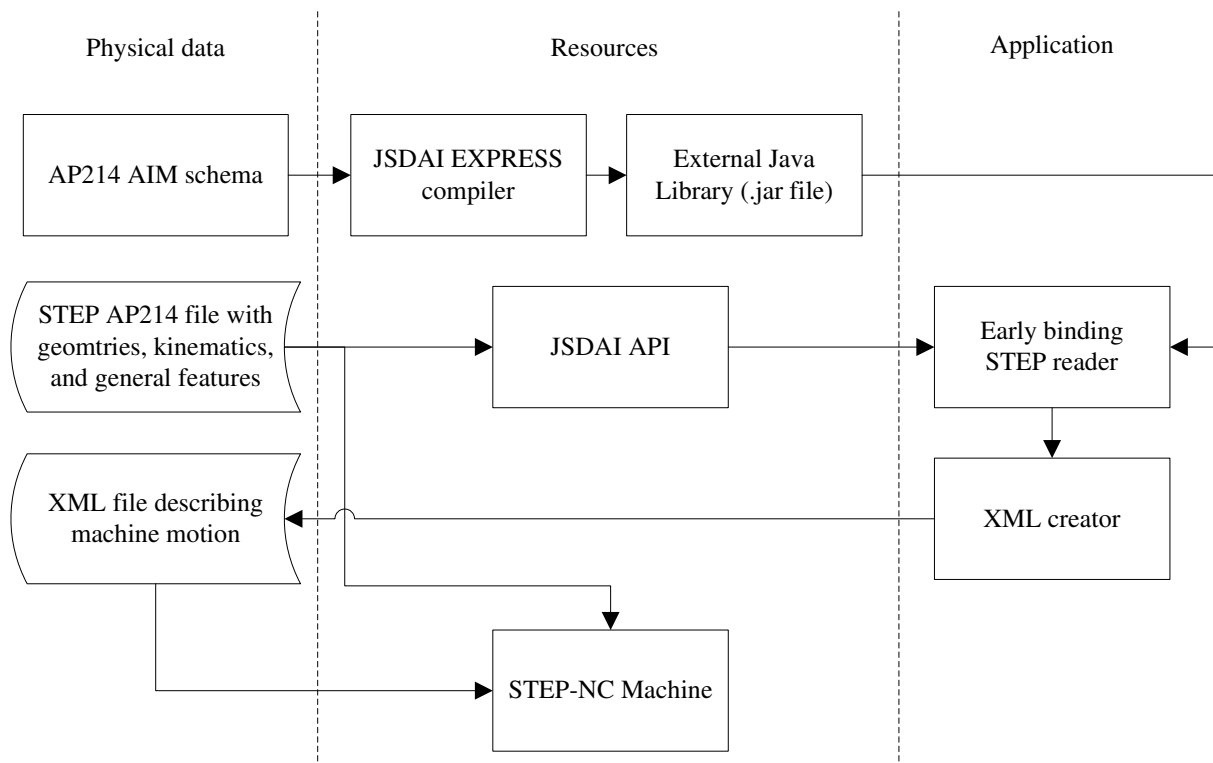 Physical data
Resources
Application
AP214 AIM schema
JSDAI EXPRESS
compiler
External Java
Library (.jar file)
STEP AP214 file with
geomtries, kinematics,
and general features
JSDAI API
Early binding
STEP reader
XML file describing
machine motion
XML creator
STEP-NC Machine